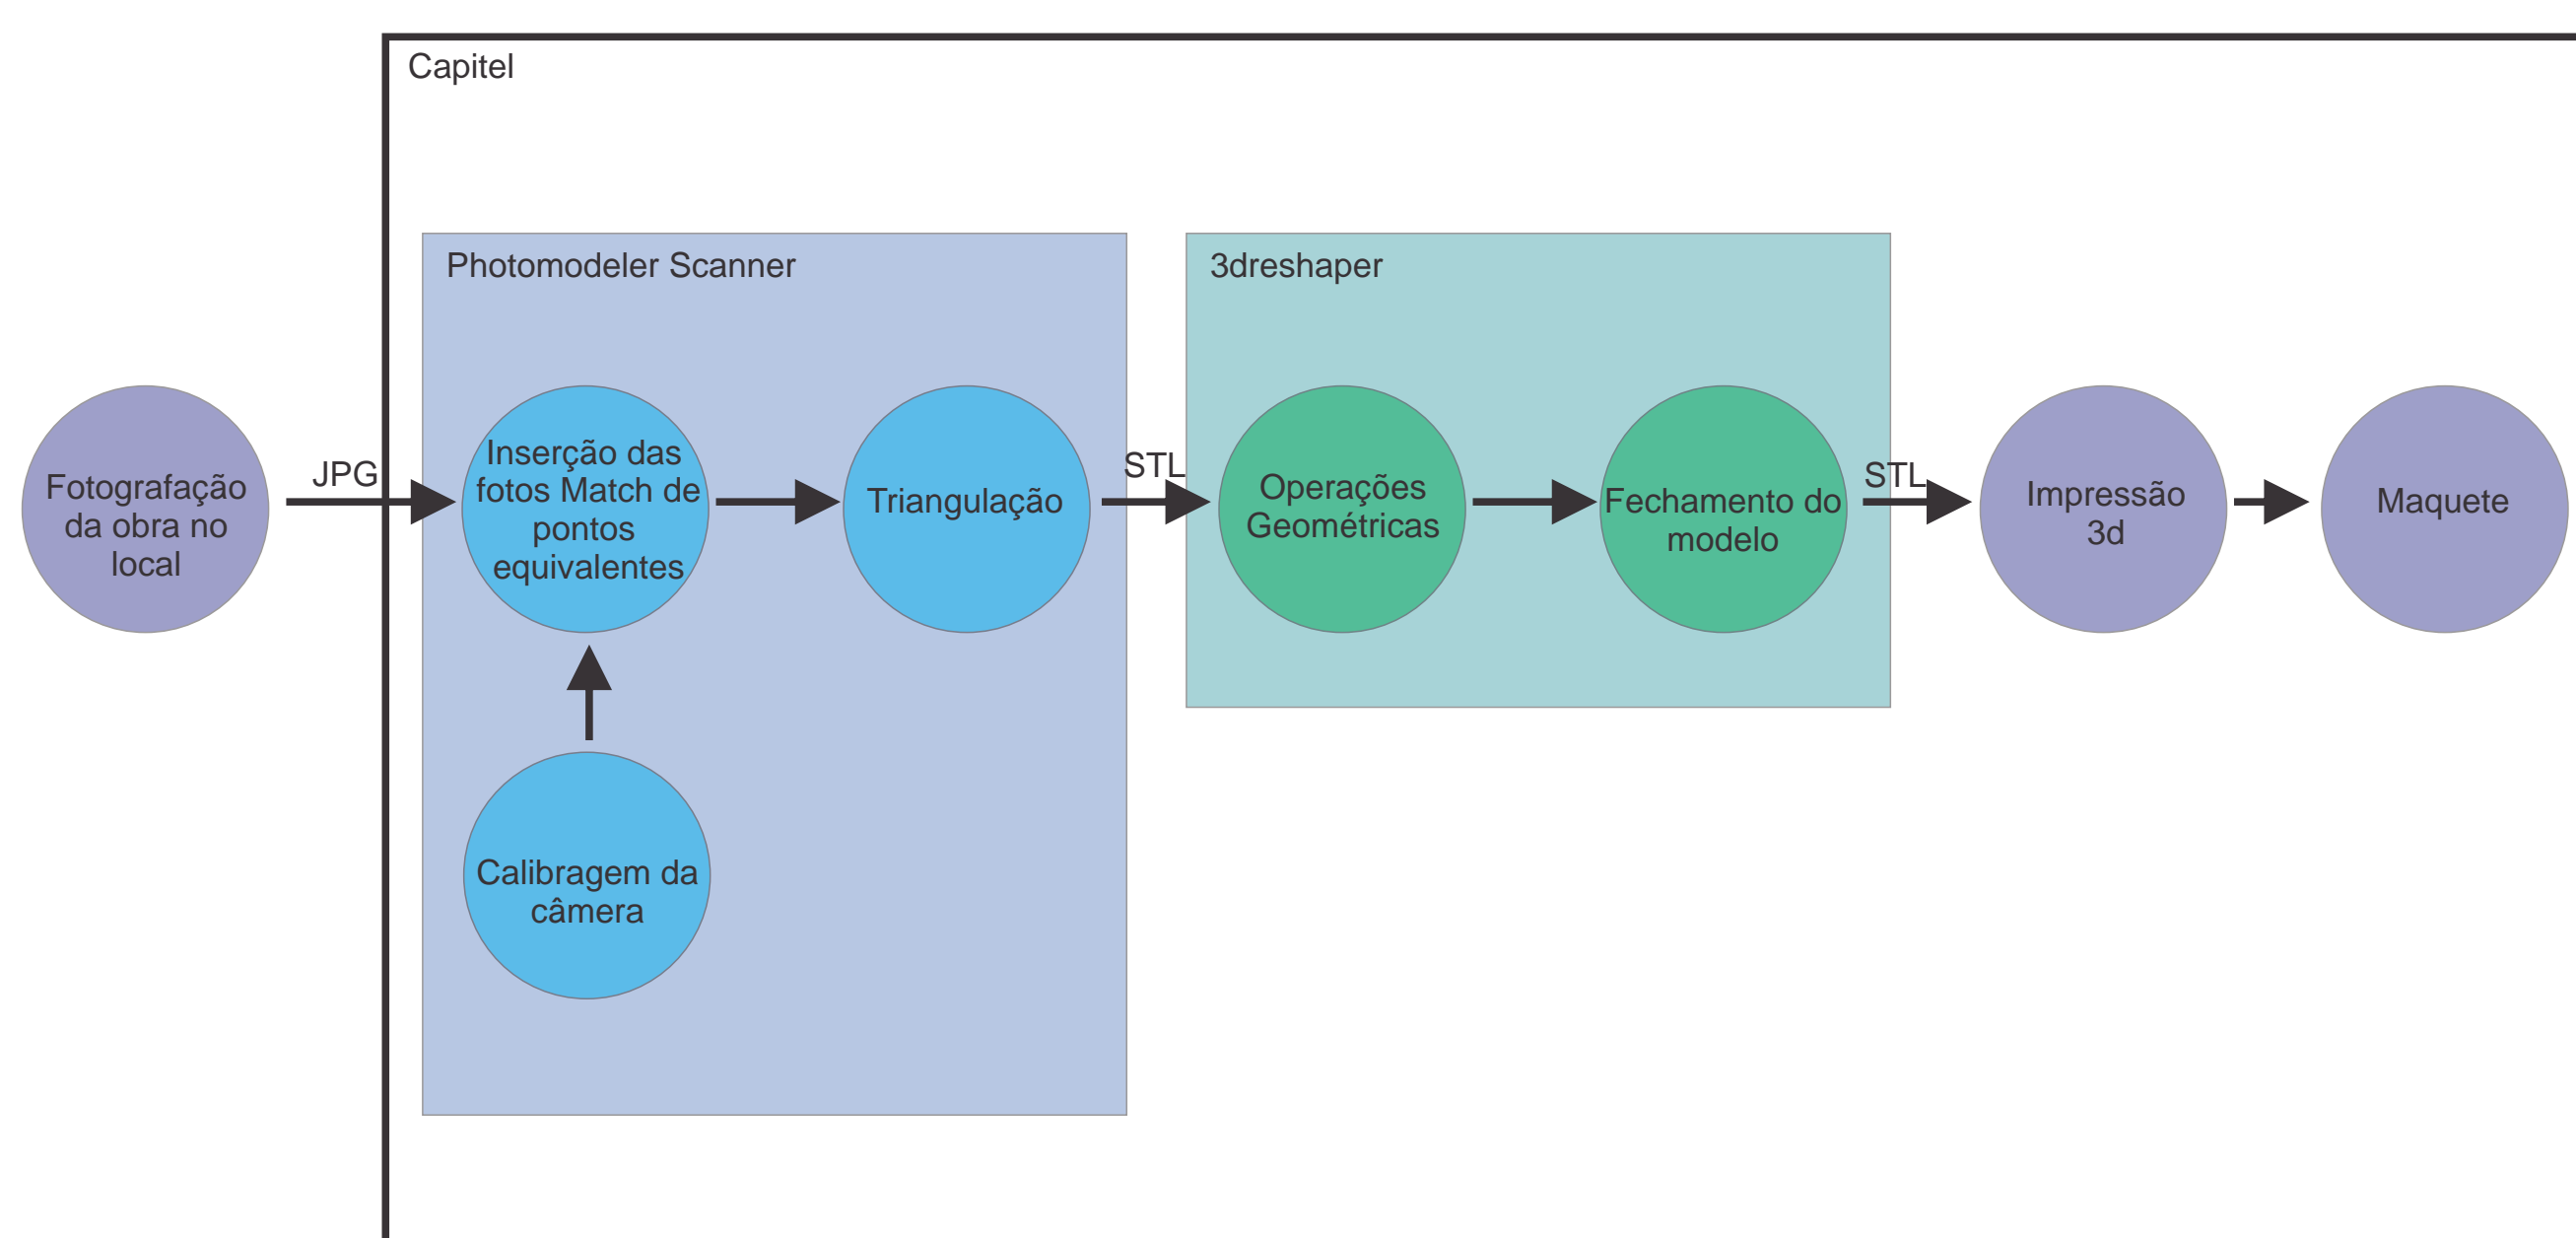 Capitel
Photomodeler Scanner
3dreshaper
Fotografação
da obra no
local
JPG
Inserção das
fotos Match de
pontos
equivalentes
Triangulação
STL
Operações
Geométricas
Fechamento do
modelo
STL
Impressão
3d
Maquete
Calibragem da
câmera